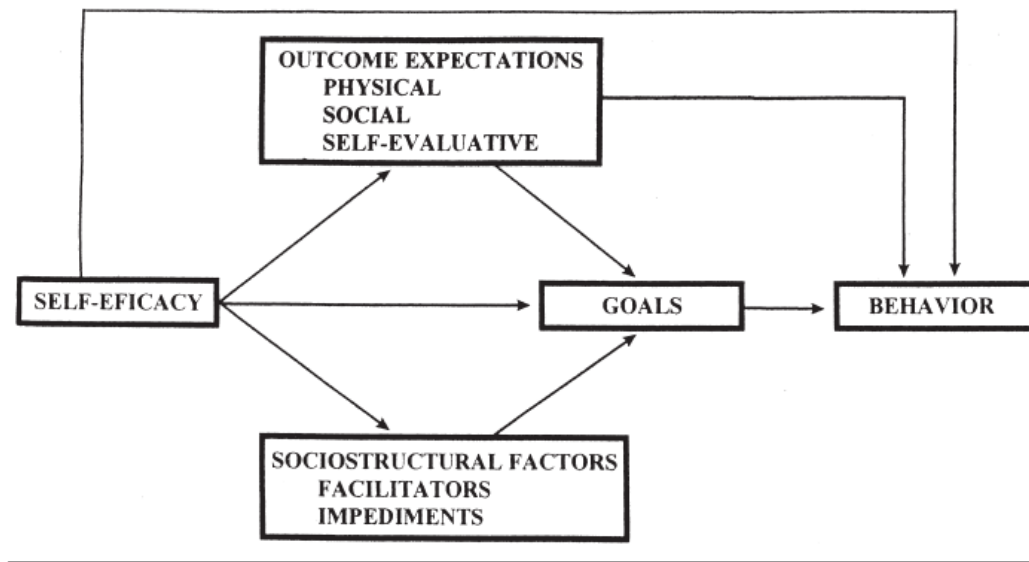 OUTCOME EXPECTATIONS
PHYSICAL
SOCIAL
SELF-EVALUATIVE
SELF-EFICACY
GOALS
BEHAVIOR
SOCIOSTRUCTURAL FACTORS
FACILITATORS
IMPEDIMENTS